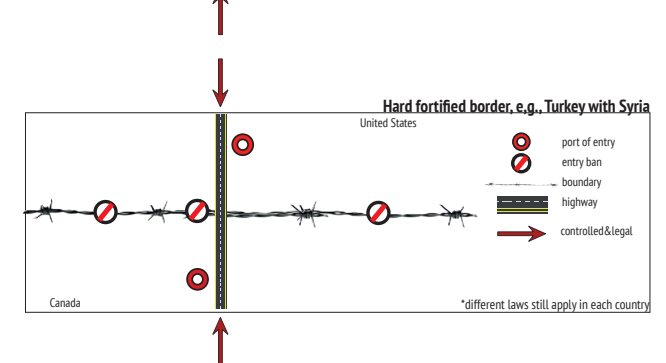 Hard fortified border, e,g., Turkey with Syria
United States
port of entry
entry ban
boundary
highway
controlled&legal
Canada
*different laws still apply in each country